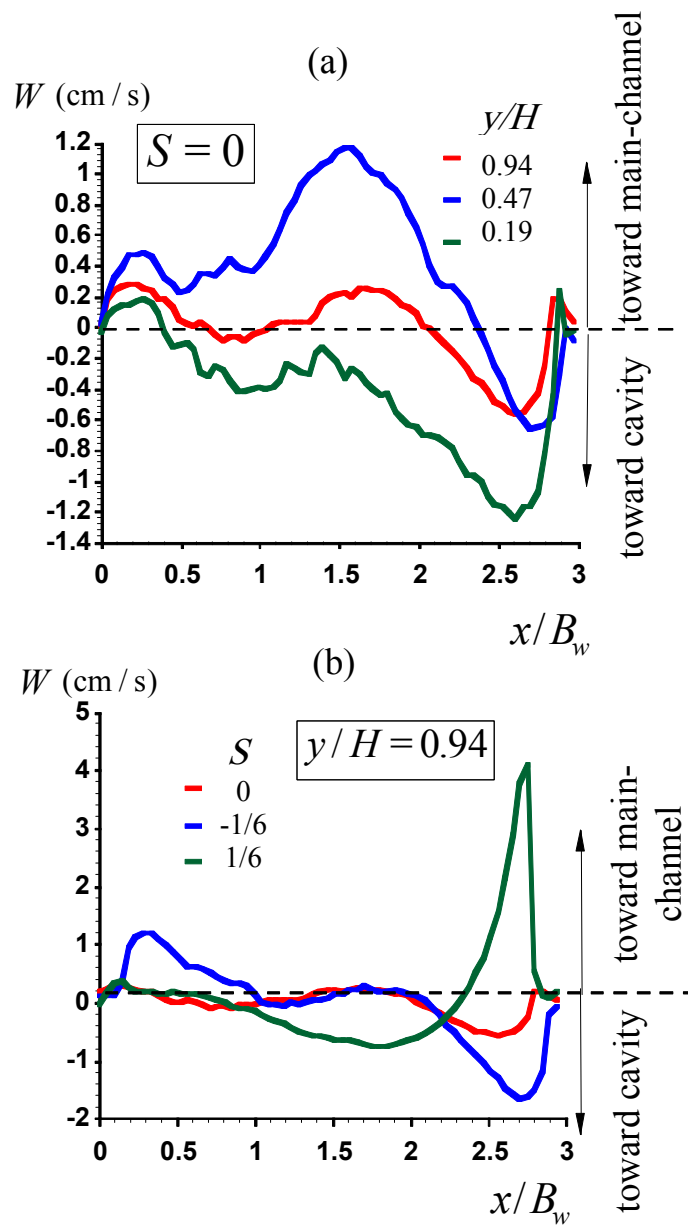 (a)
W (cm / s)
S = 0
y/H
0.94
0.47
0.19
1.2
1
0.8
0.6
0.4
0.2
0
-0.2
-0.4
-0.6
-0.8
-1
-1.2
-1.4
0 0.5 1 1.5 2 2.5 3
x/B_w
toward main-channel
toward cavity
(b)
W (cm / s)
y / H = 0.94
S
0
-1/6
1/6
5
4
3
2
1
0
-1
-2
0 0.5 1 1.5 2 2.5 3
x/B_w
toward main-
channel
toward cavity